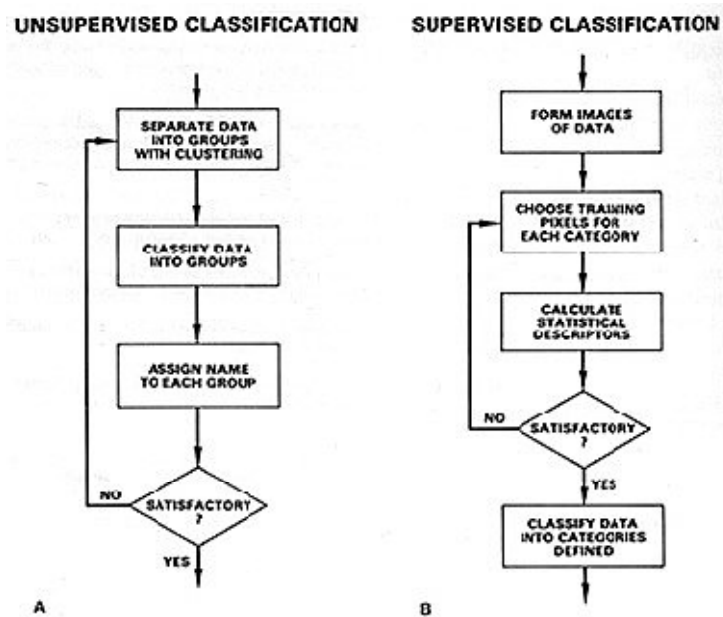 UNSUPERVISED CLASSIFICATION
SEPARATE DATA
INTO GROUPS
WITH CLUSTERING
CLASSIFY DATA
INTO GROUPS
ASSIGN NAME
TO EACH GROUP
NO
SATISFACTORY
?
YES
A
SUPERVISED CLASSIFICATION
FORM IMAGES
OF DATA
CHOOSE TRAINING
PIXELS FOR
EACH CATEGORY
CALCULATE
STATISTICAL
DESCRIPTORS
NO
SATISFACTORY
?
YES
CLASSIFY DATA
INTO CATEGORIES
DEFINED
B